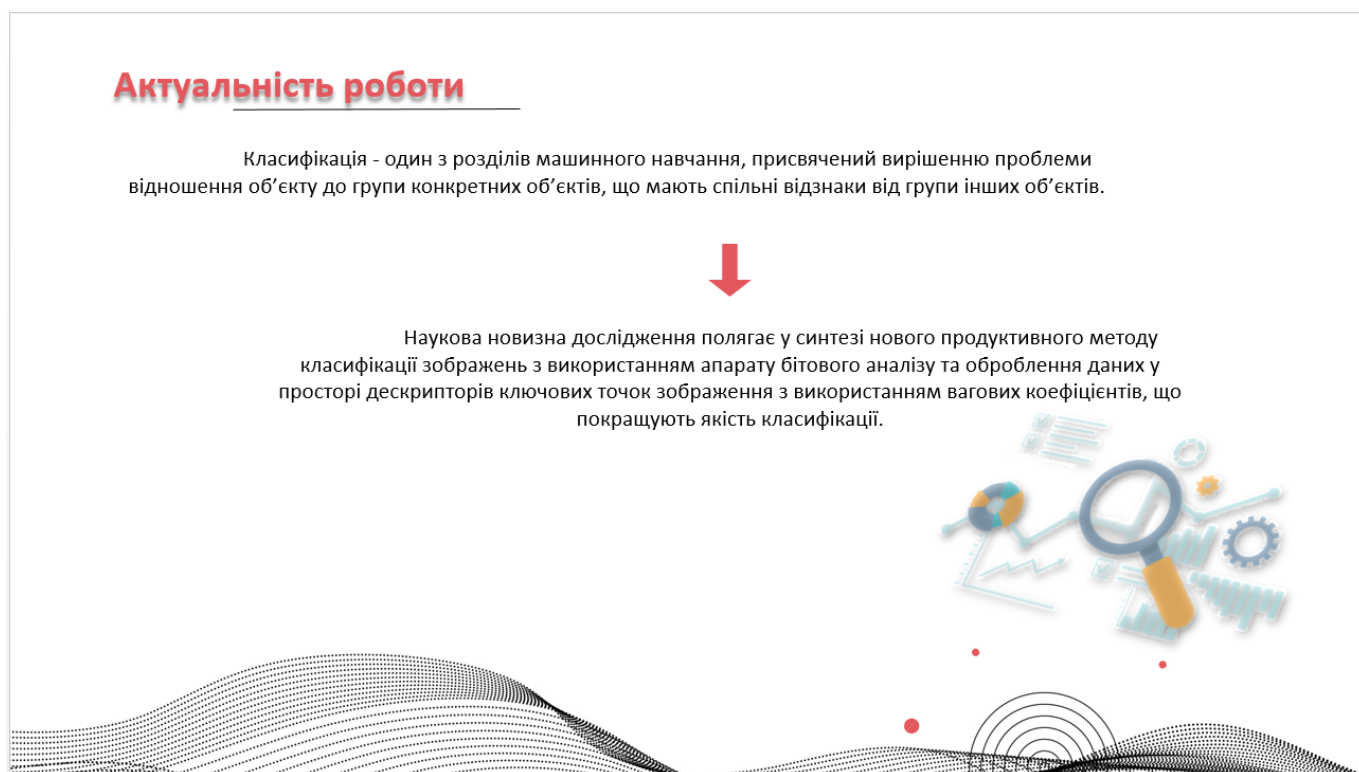 Актуальність роботи
Класифікація - один з розділів машинного навчання, присвячений вирішенню проблеми
відношення об’єкту до групи конкретних об’єктів, що мають спільні відзнаки від групи інших об’єктів.
Наукова новизна дослідження полягає у синтезі нового продуктивного методу
класифікації зображень з використанням апарату бітового аналізу та оброблення даних у
просторі дескрипторів ключових точок зображення з використанням вагових коефіцієнтів, що
покращують якість класифікації.